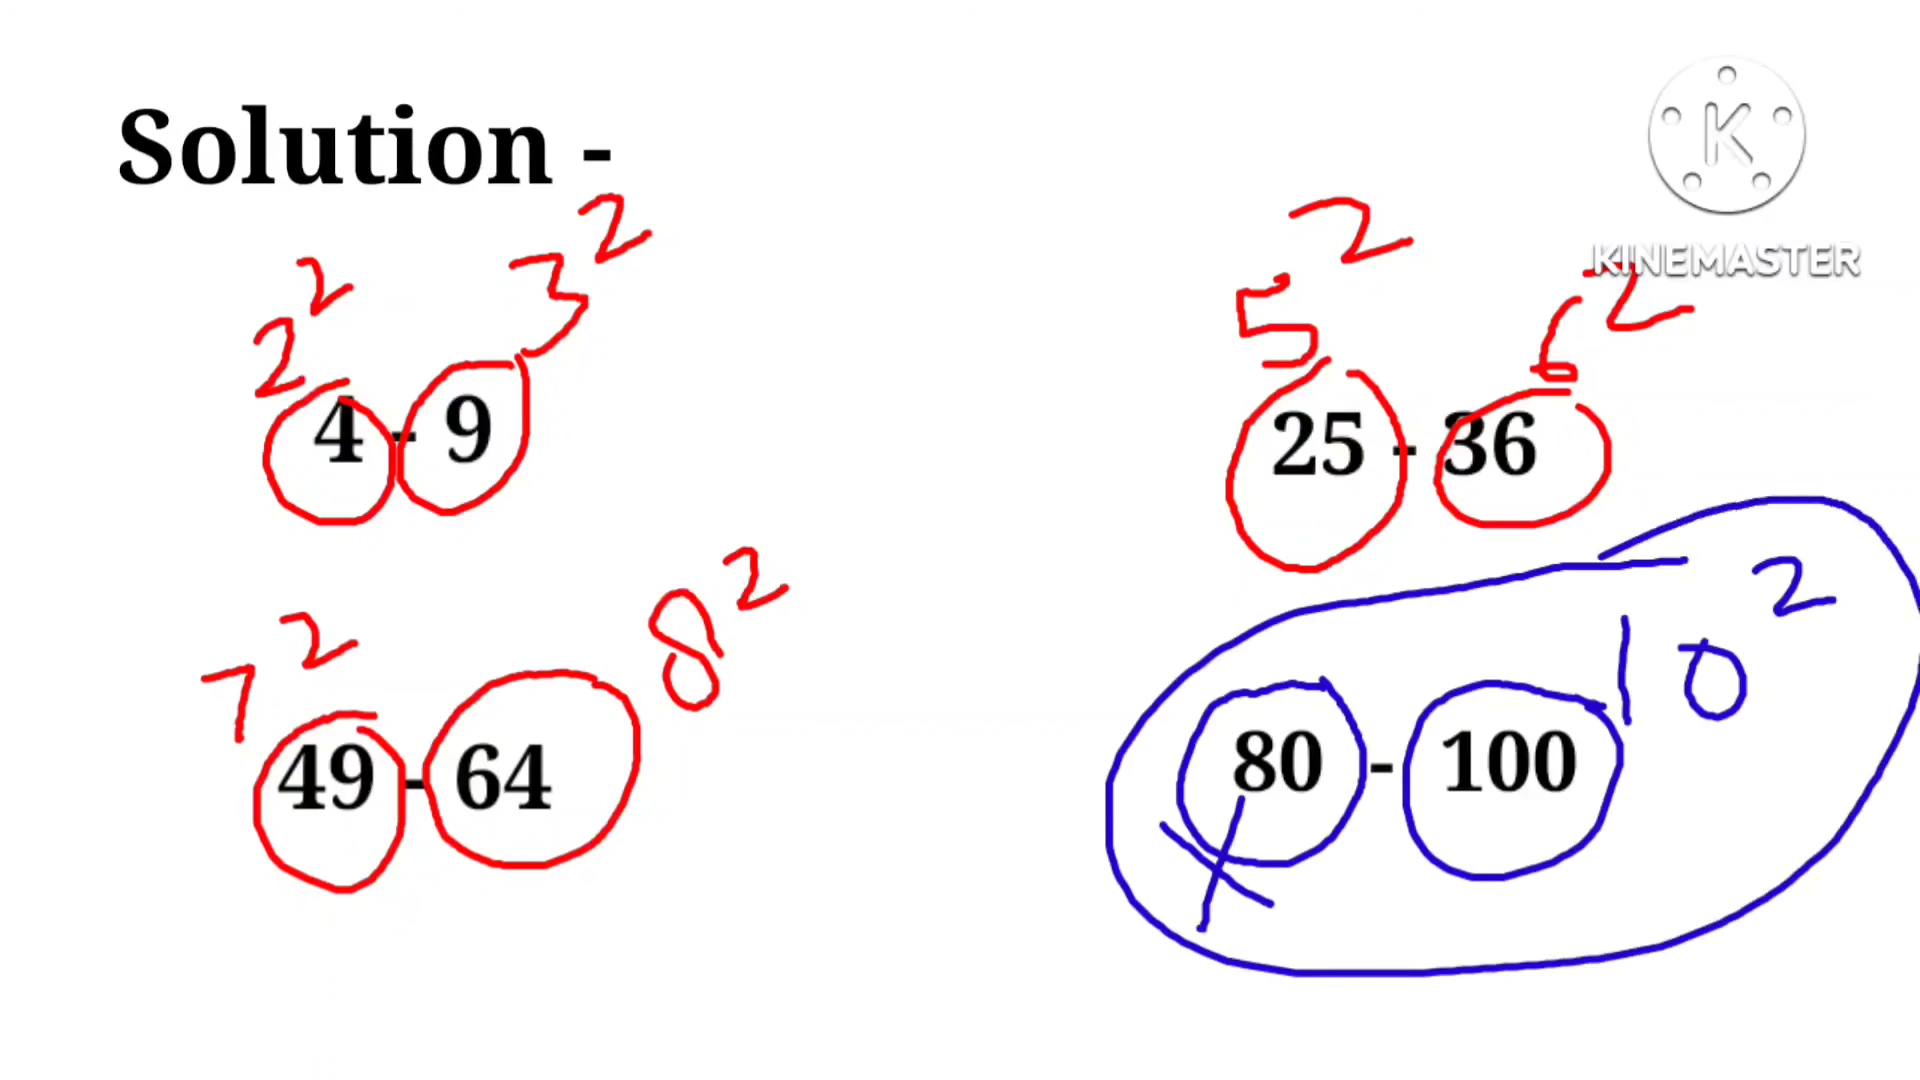 Solution -
K
KINEMASTER
2² 3²
4 - 9
5² 6²
25 - 36
7² 8²
49 - 64
10²
80 - 100